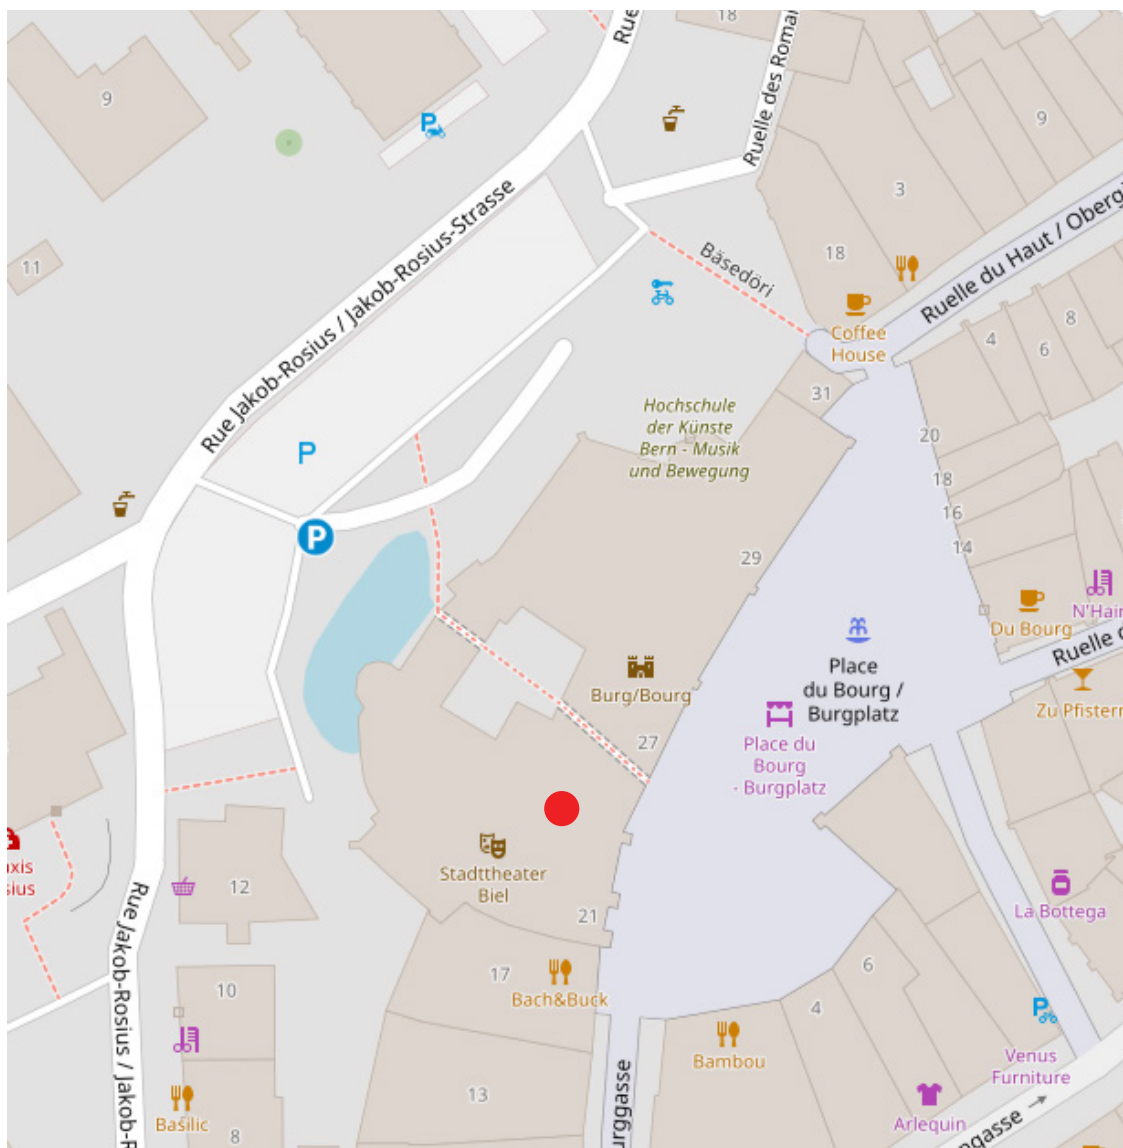 Rue
18
Ruelle des Romai
9
9
3
Rue Jakob-Rosius / Jakob-Rosius-Strasse
Ruelle du Haut / Oberg
Bäsedöri
18
11
Coffee
House
8
4
6
31
Hochschule
der Künste
Bern - Musik
und Bewegung
20
P
18
16
14
P
29
N'Hair
Du Bourg
Ruelle d
Place
du Bourg /
Burgplatz
Burg/Bourg
Zu Pfistern
27
Place du
Bourg
- Burgplatz
axis
sius
Stadttheater
Biel
12
21
La Bottega
17
6
Bach&Buck
10
4
P
Bambou
Venus
Furniture
Rue Jakob-Rosius / Jakob-R
urggasse
13
Arlequin
Basilic
8
ngasse →